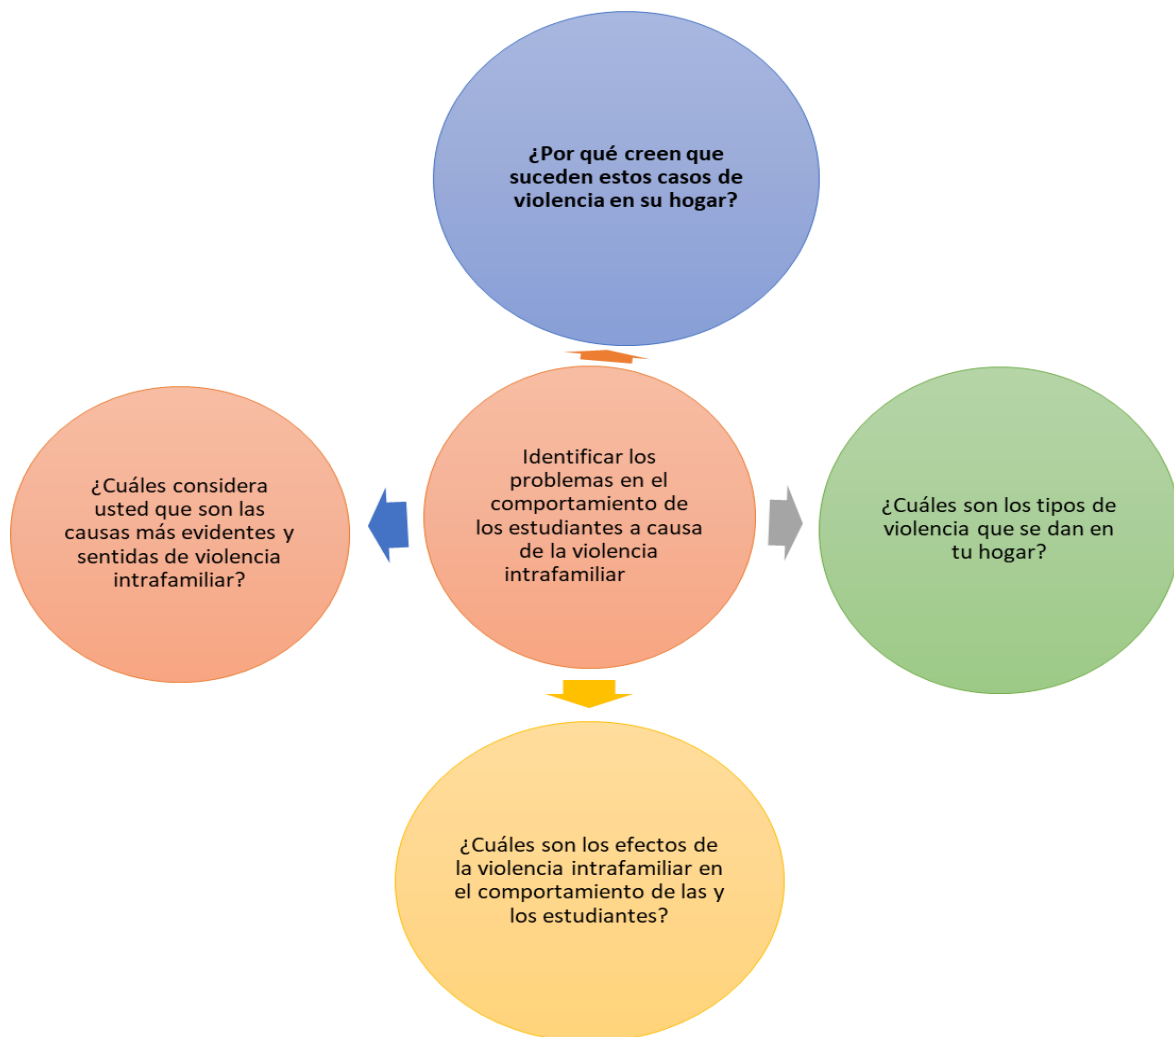 ¿Por qué creen que
suceden estos casos de
violencia en su hogar?
¿Cuáles considera
usted que son las
causas más evidentes y
sentidas de violencia
intrafamiliar?
Identificar los
problemas en el
comportamiento de
los estudiantes a causa
de la violencia
intrafamiliar
¿Cuáles son los tipos de
violencia que se dan en
tu hogar?
¿Cuáles son los efectos de
la violencia intrafamiliar en
el comportamiento de las y
los estudiantes?